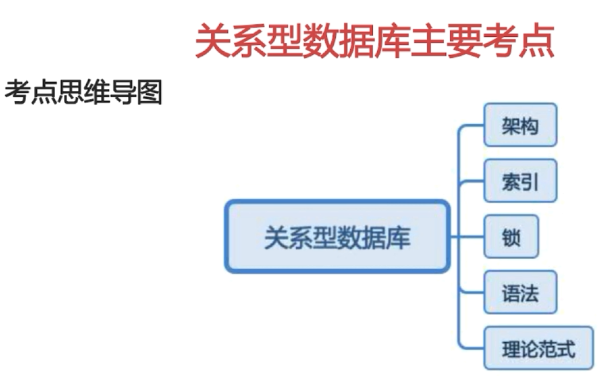 关系型数据库主要考点
考点思维导图
架构
索引
关系型数据库
锁
语法
理论范式